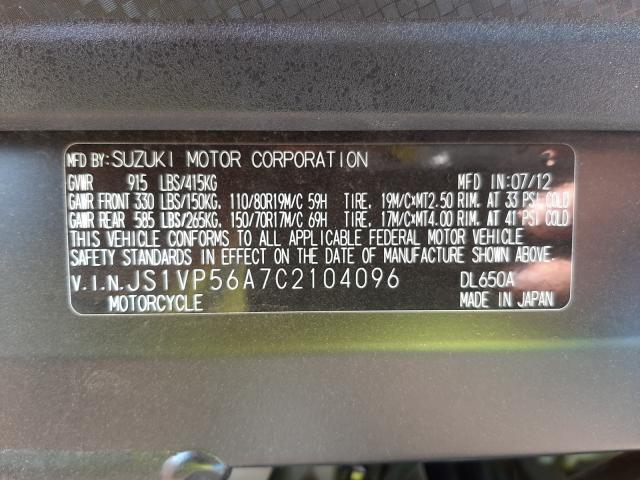 MFD BY: SUZUKI MOTOR CORPORATION
GVWR 915 LBS/415KG MFD IN: 07/12
GAWR FRONT 330 LBS/150KG, 110/80R19M/C 59H TIRE, 19M/C*MT2.50 RIM, AT 33 PSI COLD
GAWR REAR 585 LBS/265KG, 150/70R17M/C 69H TIRE, 17M/C*MT4.00 RIM, AT 41 PSI COLD
THIS VEHICLE CONFORMS TO ALL APPLICABLE FEDERAL MOTOR VEHICLE
SAFETY STANDARDS IN EFFECT ON THE DATE OF MANUFACTURE SHOWN ABOVE.
V.I.N. JS1VP56A7C2104096 DL650A
MOTORCYCLE MADE IN JAPAN